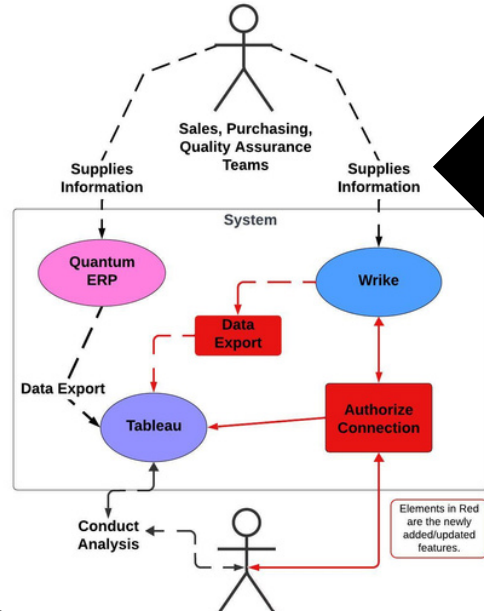 Sales, Purchasing,
Quality Assurance
Teams
Supplies
Information
Supplies
Information
System
Quantum
ERP
Wrike
Data
Export
Data Export
Tableau
Authorize
Connection
Conduct
Analysis
Elements in Red
are the newly
added/updated
features.